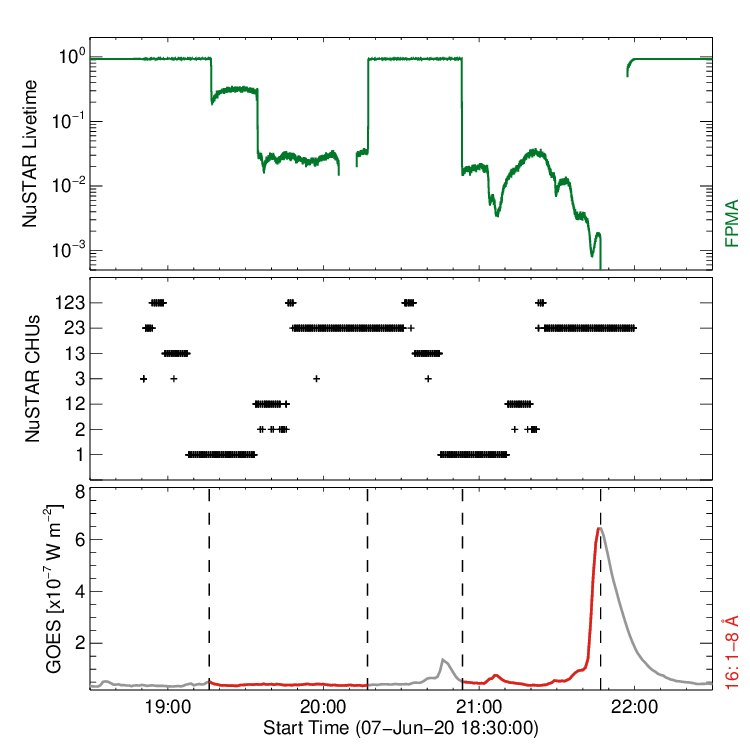 NuSTAR Livetime
10⁰
10⁻¹
10⁻²
10⁻³
FPMA
NuSTAR CHUs
123
23
13
3
12
2
1
GOES [x10⁻⁷ W m⁻²]
8
6
4
2
16: 1−8 Å
19:00 20:00 21:00 22:00
Start Time (07−Jun−20 18:30:00)